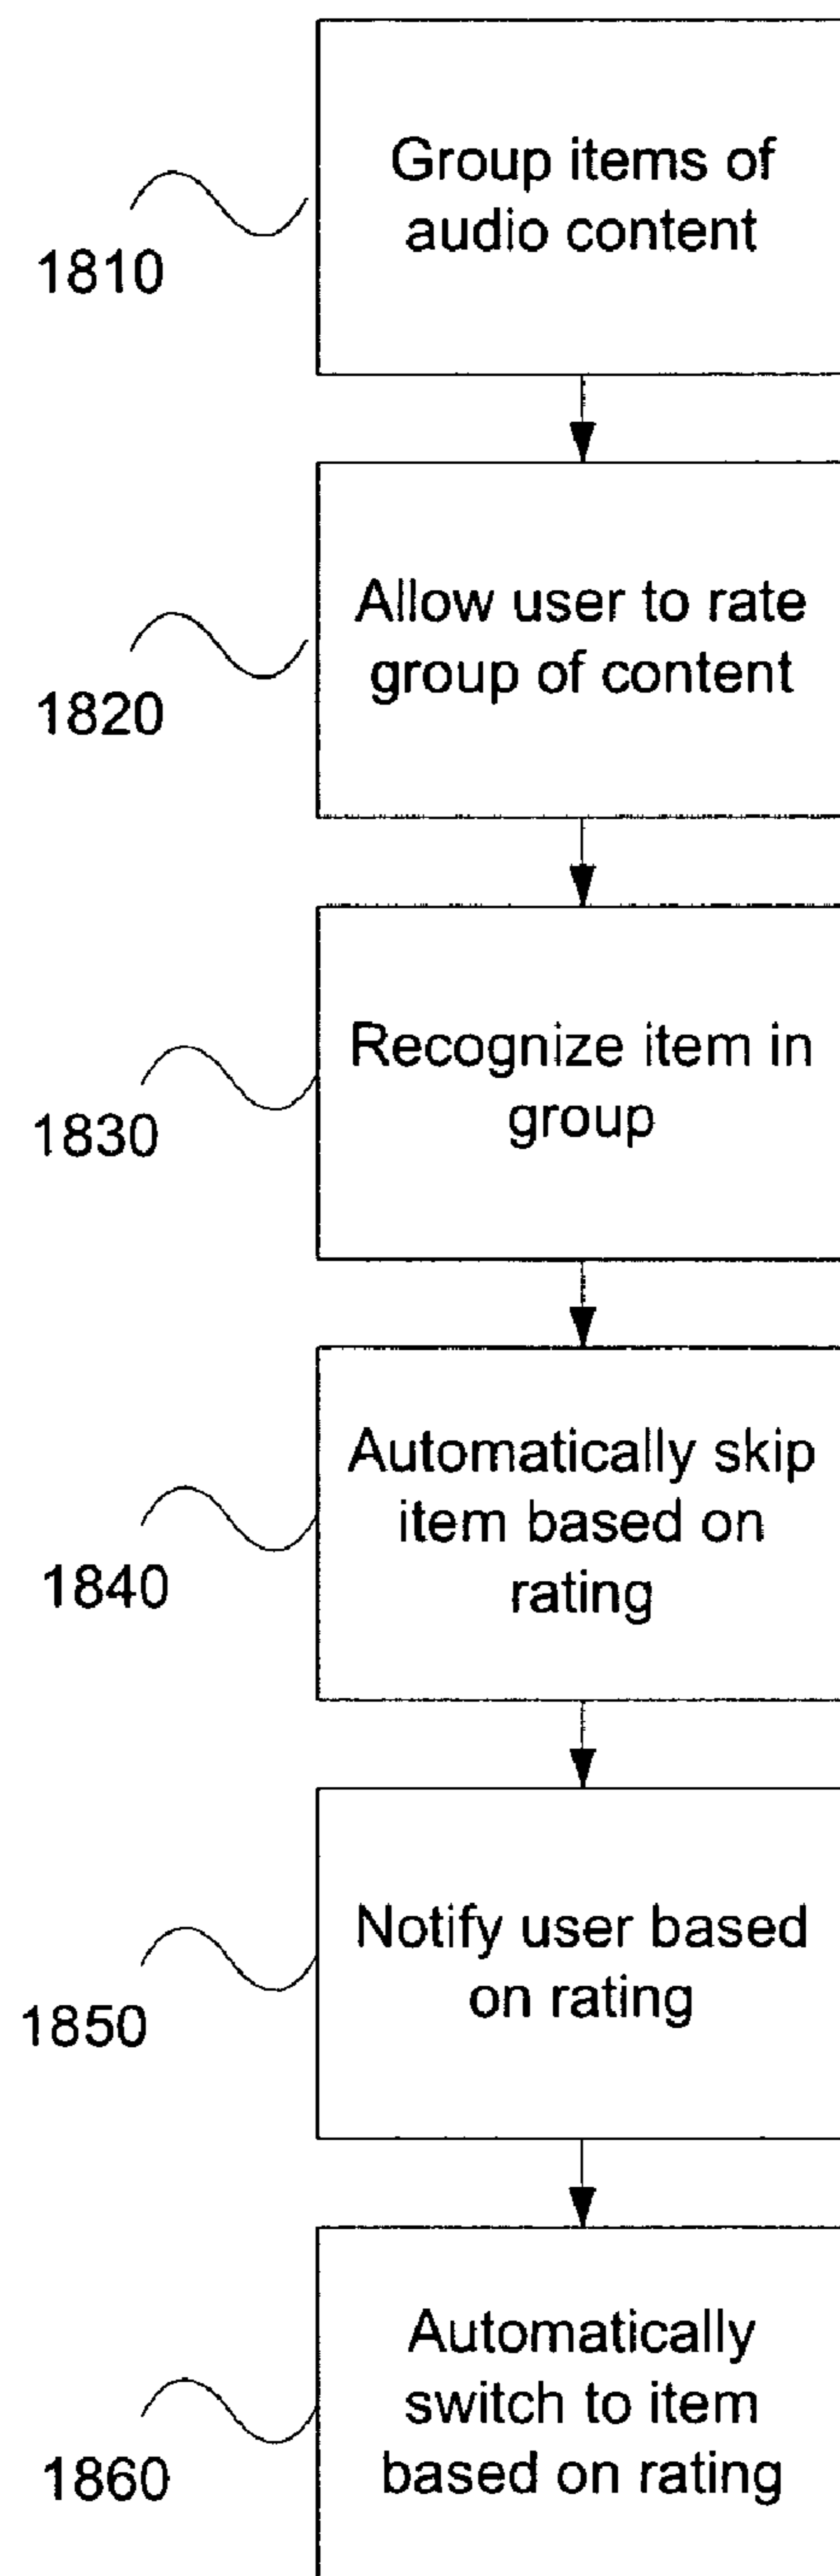 Group items of
audio content
1810
Allow user to rate
group of content
1820
Recognize item in
group
1830
Automatically skip
item based on
rating
1840
Notify user based
on rating
1850
Automatically
switch to item
based on rating
1860